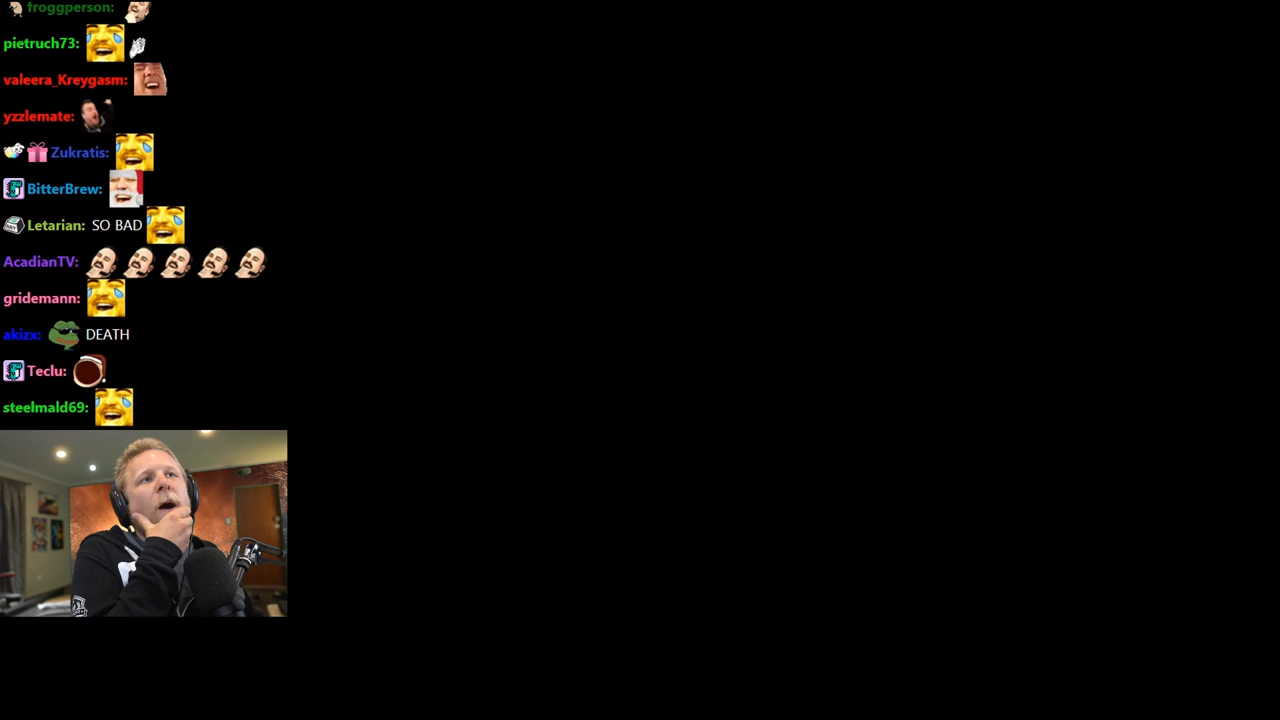 froggperson:
pietruch73:
valeera_Kreygasm:
yzzlemate:
Zukratis:
BitterBrew:
Letarian: SO BAD
AcadianTV:
gridemann:
akizx: DEATH
Teclu:
steelmald69: